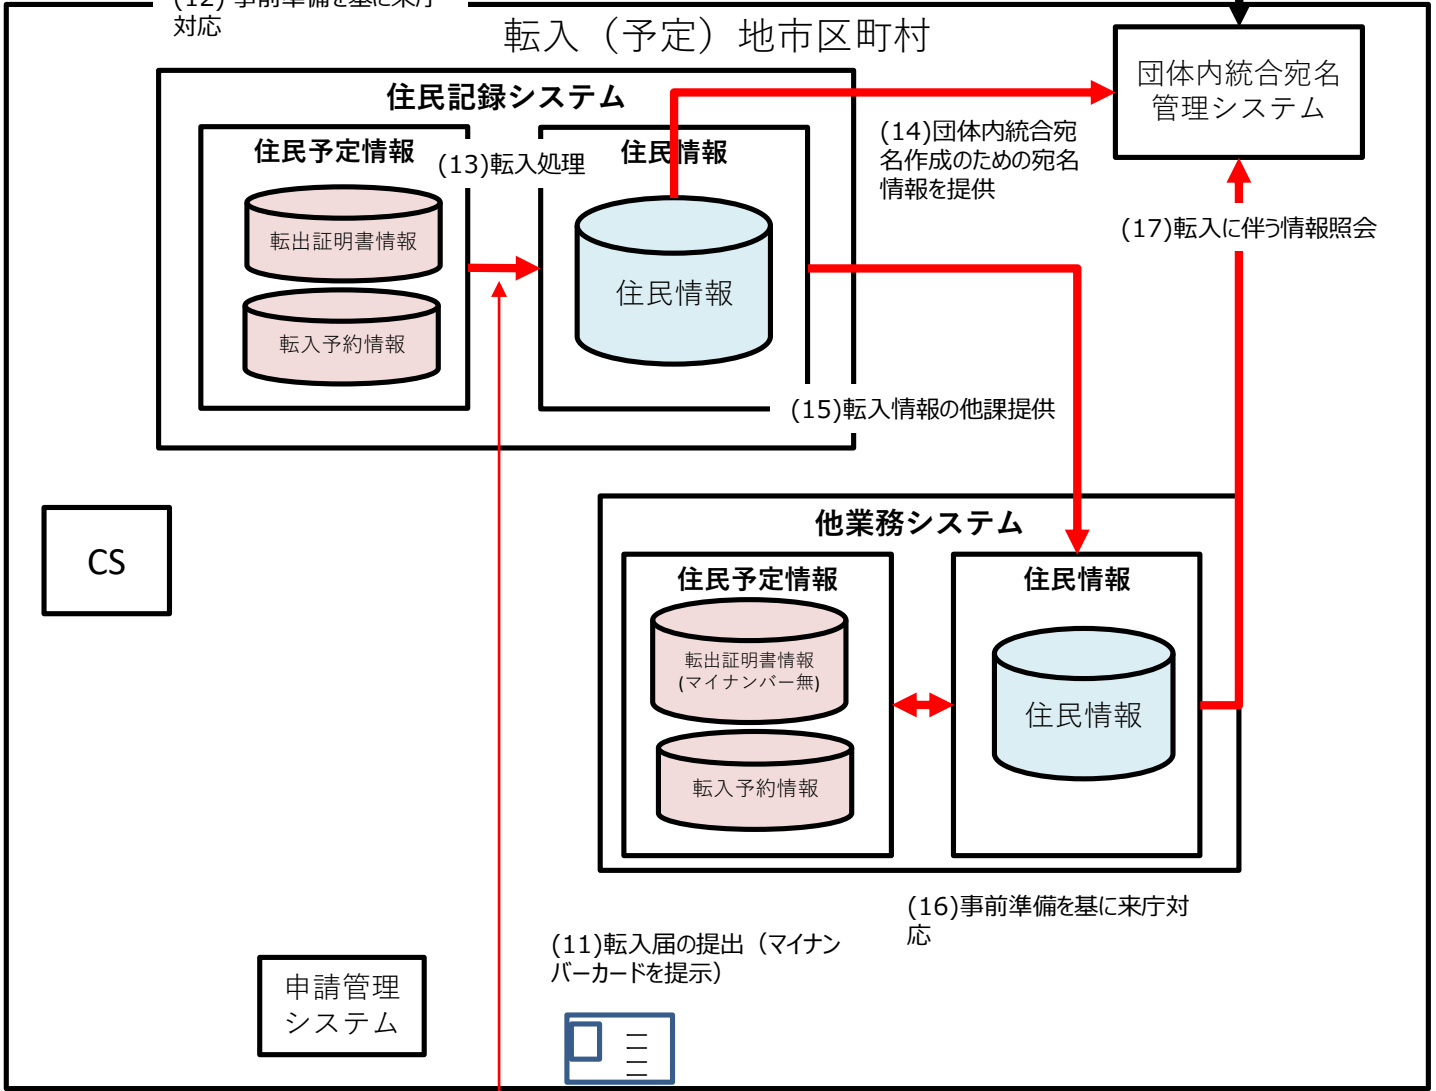 (12)事前準備を基に来庁
対応
転入（予定）地市区町村
団体内統合宛名
管理システム
住民記録システム
住民予定情報
(13)転入処理
住民情報
(14)団体内統合宛
名作成のための宛名
情報を提供
転出証明書情報
転入予約情報
住民情報
(17)転入に伴う情報照会
(15)転入情報の他課提供
CS
他業務システム
住民予定情報
住民情報
転出証明書情報
(マイナンバー無)
転入予約情報
住民情報
(16)事前準備を基に来庁対
応
(11)転入届の提出（マイナン
バーカードを提示）
申請管理
システム